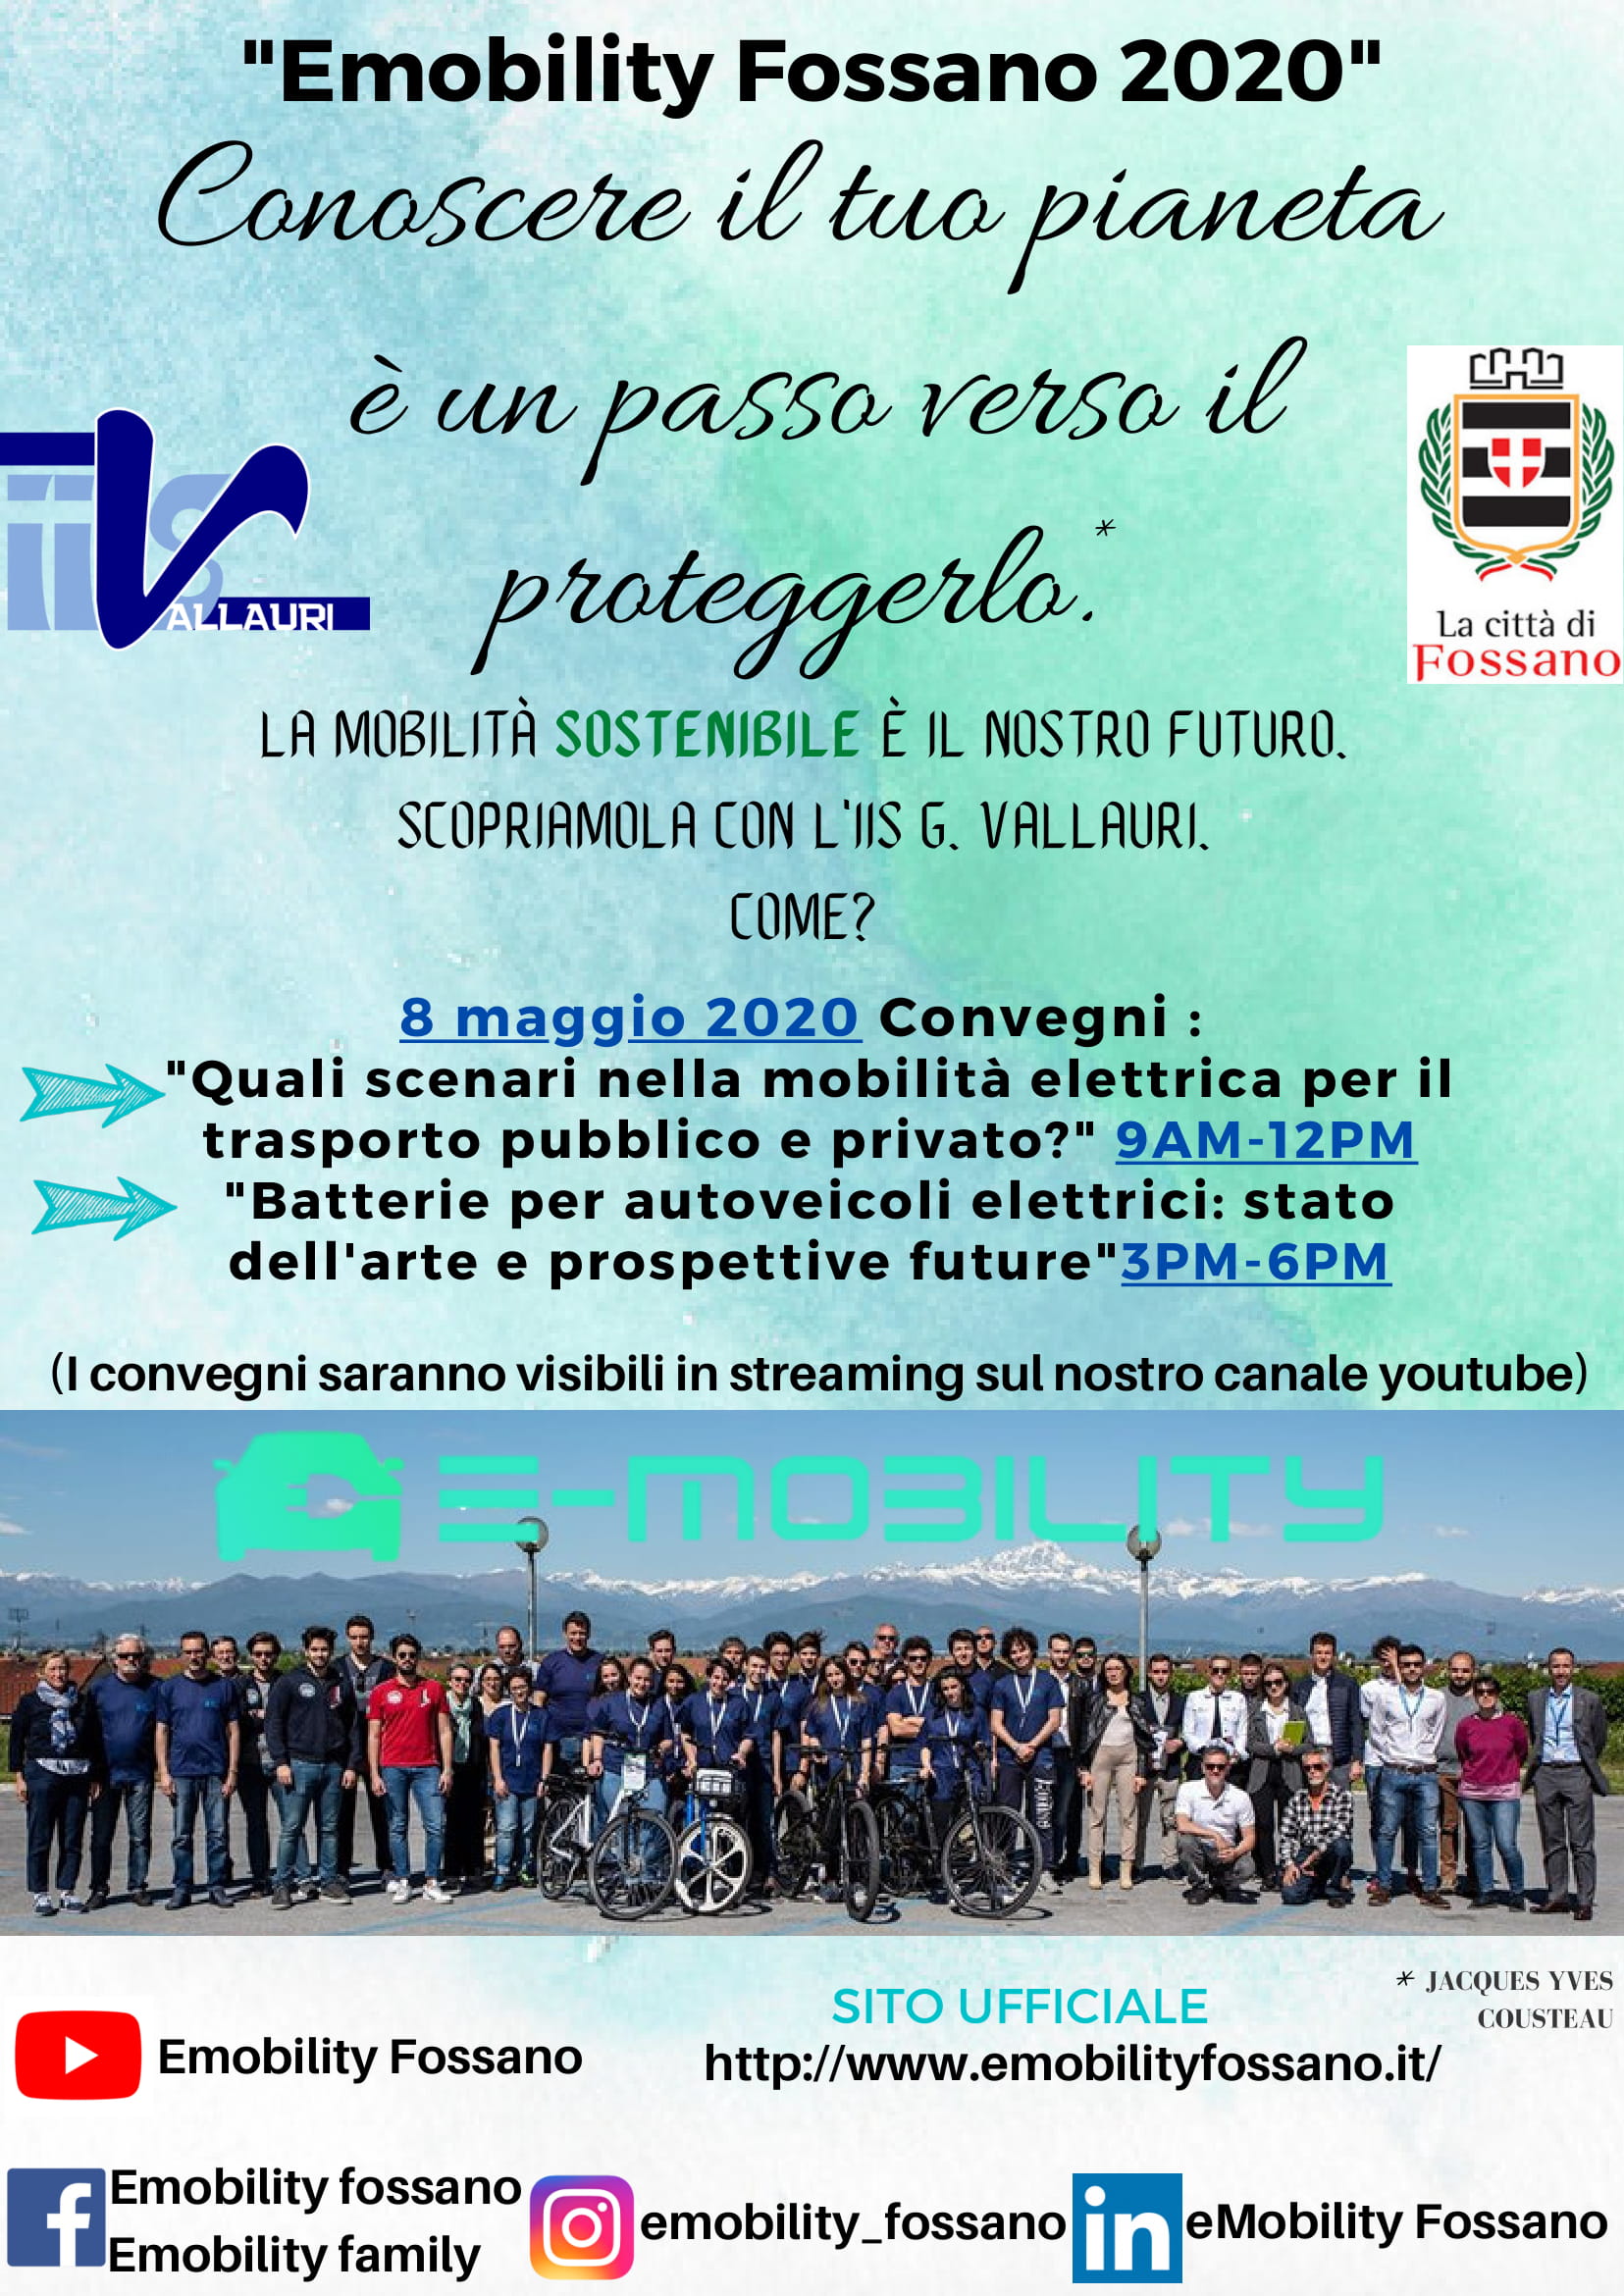 "Emobility Fossano 2020"
Conoscere il tuo pianeta
è un passo verso il
proteggerlo.*
iis VALLAURI
La città di
Fossano
LA MOBILITÀ SOSTENIBILE È IL NOSTRO FUTURO.
SCOPRIAMOLA CON L'IIS G. VALLAURI.
COME?
8 maggio 2020 Convegni :
"Quali scenari nella mobilità elettrica per il
trasporto pubblico e privato?" 9AM-12PM
"Batterie per autoveicoli elettrici: stato
dell'arte e prospettive future"3PM-6PM
(I convegni saranno visibili in streaming sul nostro canale youtube)
E-MOBILITY
* JACQUES YVES
COUSTEAU
SITO UFFICIALE
http://www.emobilityfossano.it/
Emobility Fossano
Emobility fossano
Emobility family
emobility_fossano
in eMobility Fossano